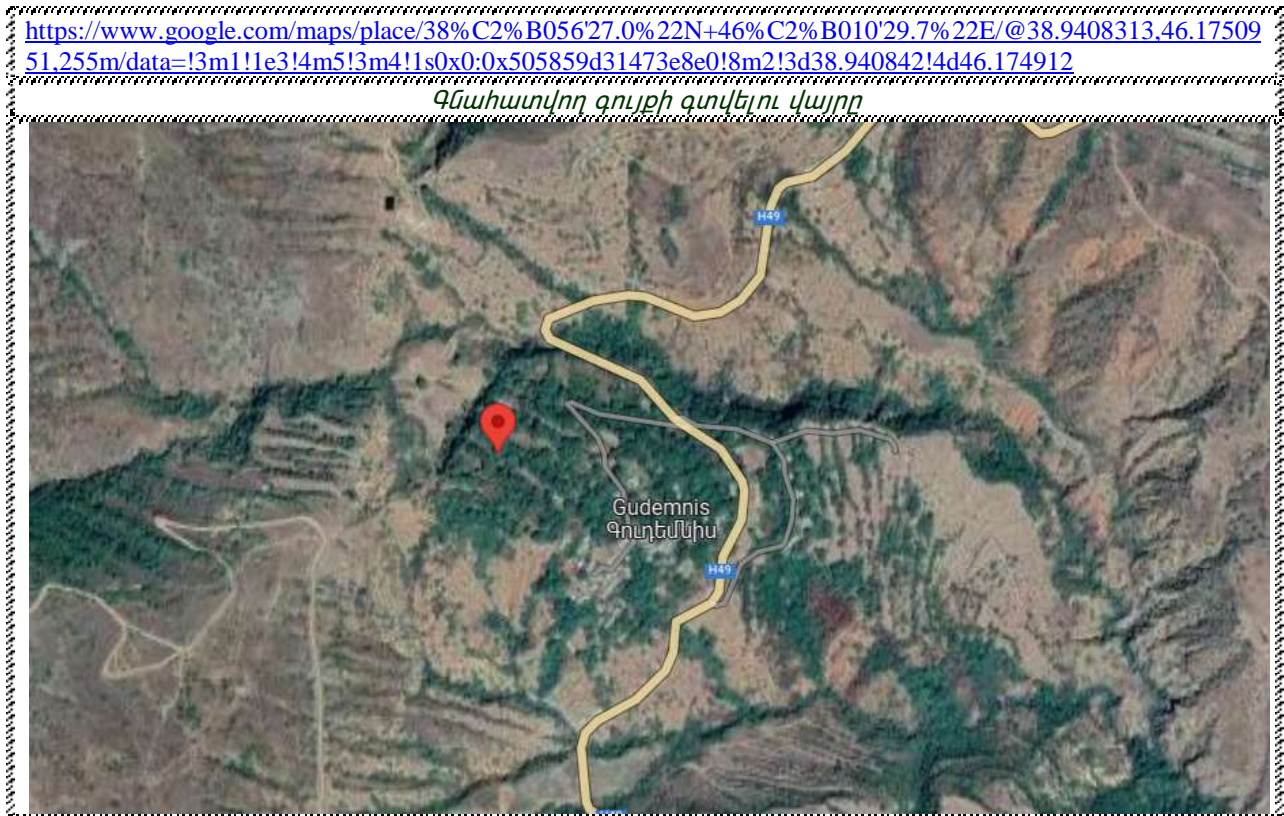 https://www.google.com/maps/place/38%C2%B056'27.0%22N+46%C2%B010'29.7%22E/@38.9408313,46.17509
51,255m/data=!3m1!1e3!4m5!3m4!1s0x0:0x505859d31473e8e0!8m2!3d38.940842!4d46.174912
Գնահատվող գույքի գտվելու վայրը
H49
Gudemnis
Գուդեմնիս
H49